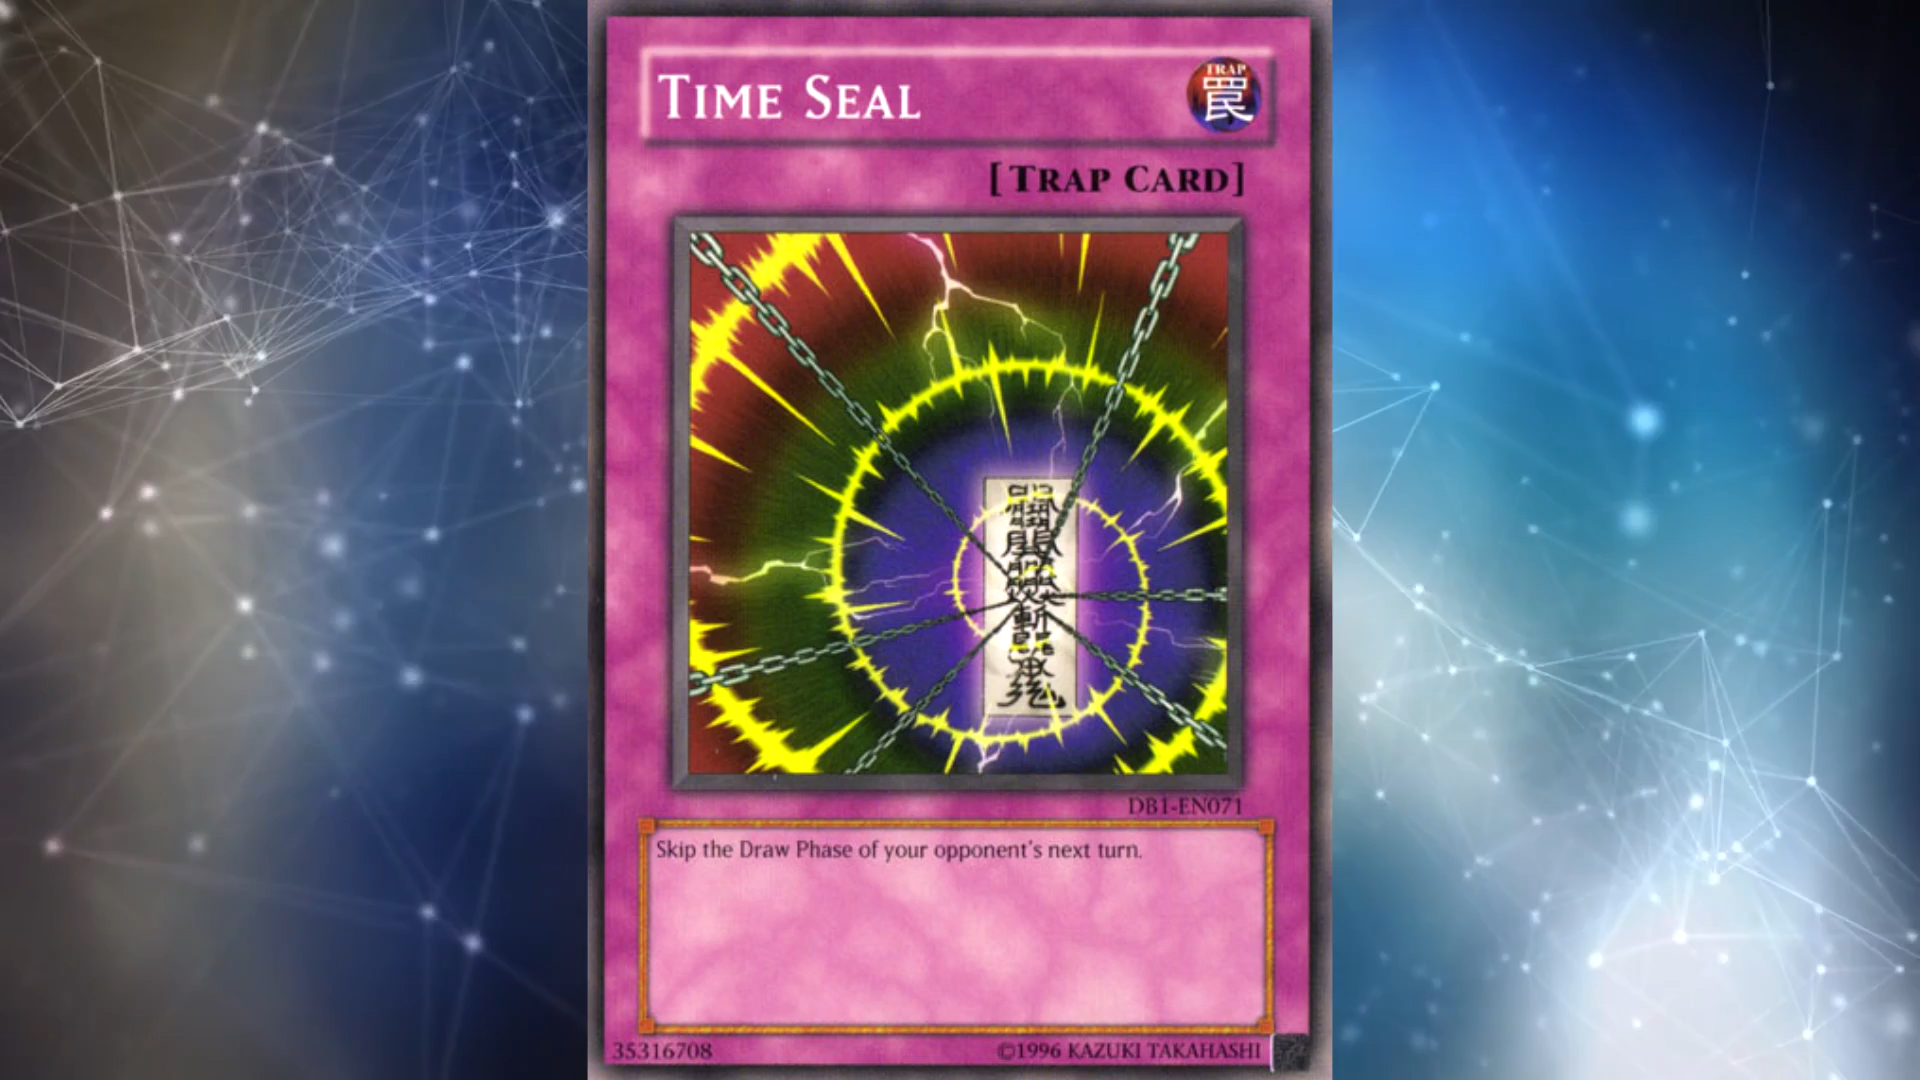 TIME SEAL
TRAP
罠
[TRAP CARD]
DB1-EN071
Skip the Draw Phase of your opponent's next turn.
35316708
©1996 KAZUKI TAKAHASHI